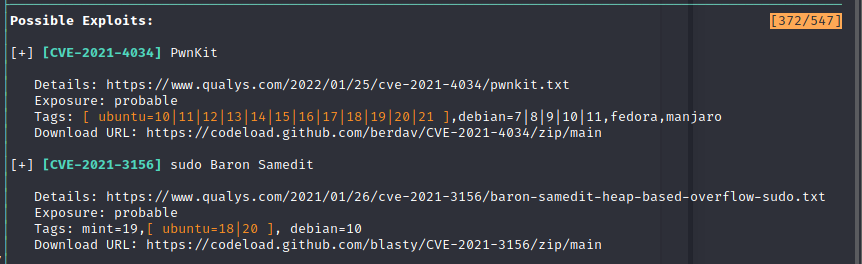 Possible Exploits: [372/547]
[+] [CVE-2021-4034] PwnKit
Details: https://www.qualys.com/2022/01/25/cve-2021-4034/pwnkit.txt
Exposure: probable
Tags: [ ubuntu=10|11|12|13|14|15|16|17|18|19|20|21 ],debian=7|8|9|10|11,fedora,manjaro
Download URL: https://codeload.github.com/berdav/CVE-2021-4034/zip/main
[+] [CVE-2021-3156] sudo Baron Samedit
Details: https://www.qualys.com/2021/01/26/cve-2021-3156/baron-samedit-heap-based-overflow-sudo.txt
Exposure: probable
Tags: mint=19,[ ubuntu=18|20 ], debian=10
Download URL: https://codeload.github.com/blasty/CVE-2021-3156/zip/main